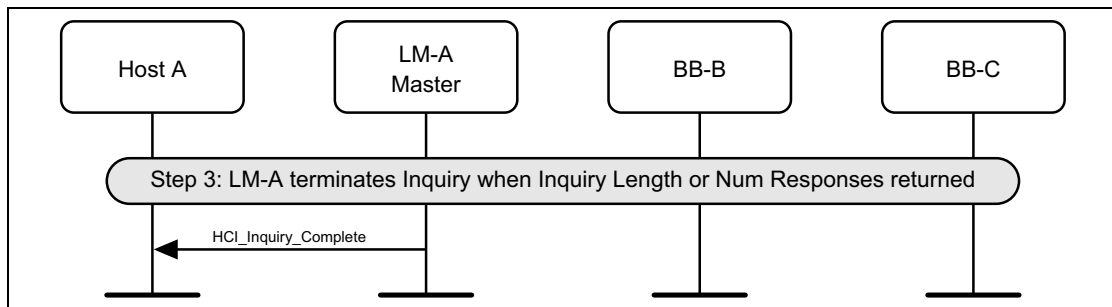 Host A
LM-A
Master
BB-B
BB-C
Step 3: LM-A terminates Inquiry when Inquiry Length or Num Responses returned
HCI_Inquiry_Complete